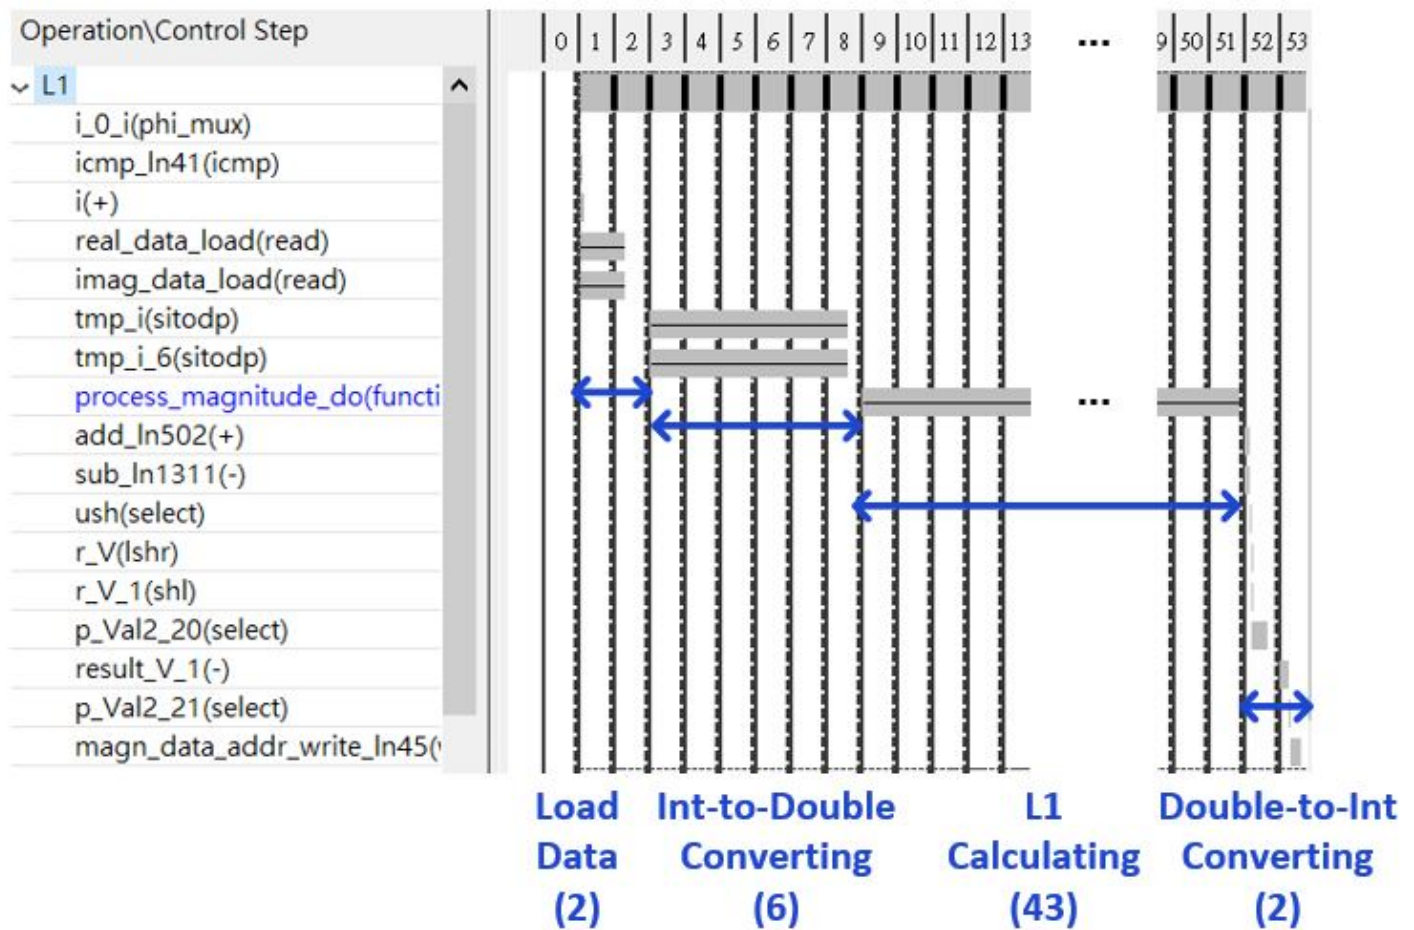 Operation\Control Step
0 1 2 3 4 5 6 7 8 9 10 11 12 13 ... 9 50 51 52 53
L1
i_0_i(phi_mux)
icmp_ln41(icmp)
i(+)
real_data_load(read)
imag_data_load(read)
tmp_i(sitodp)
tmp_i_6(sitodp)
process_magnitude_do(functi
...
add_ln502(+)
sub_ln1311(-)
ush(select)
r_V(lshr)
r_V_1(shl)
p_Val2_20(select)
result_V_1(-)
p_Val2_21(select)
magn_data_addr_write_ln45(
Load
Data
(2)
Int-to-Double
Converting
(6)
L1
Calculating
(43)
Double-to-Int
Converting
(2)